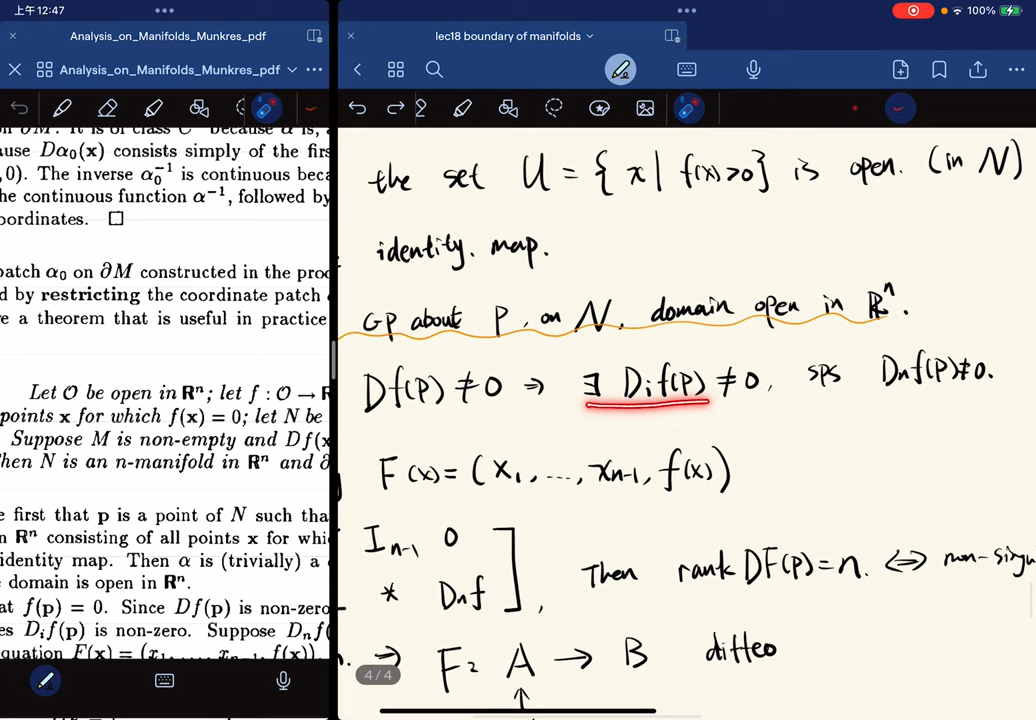 上午12:47
100%
Analysis_on_Manifolds_Munkres_pdf
lec18 boundary of manifolds
Analysis_on_Manifolds_Munkres_pdf
on ∂M. It is of class C because α is, a
use Dα₀(x) consists simply of the firs
, 0). The inverse α₀⁻¹ is continuous beca
he continuous function α⁻¹, followed by
oordinates. □
patch α₀ on ∂M constructed in the proo
d by restricting the coordinate patch
e a theorem that is useful in practice
Let O be open in Rⁿ; let f : O → R
points x for which f(x) = 0; let N be
Suppose M is non-empty and Df(x
Then N is an n-manifold in Rⁿ and ∂
e first that p is a point of N such tha
n Rⁿ consisting of all points x for whic
identity map. Then α is (trivially) a
e domain is open in Rⁿ.
at f(p) = 0. Since Df(p) is non-zero
es Dᵢf(p) is non-zero. Suppose Dₙf(
quation F(x) = (x₁, ..., xₙ₋₁, f(x)).
the set U = { x | f(x) > 0 } is open. (in N)
identity. map.
CP about P, on N, domain open in Rⁿ.
Df(p) ≠ 0 ⇒ ∃ Dif(p) ≠ 0, sps Dnf(p) ≠ 0.
F(x) = (x₁, ..., xn-1, f(x))
In-1 0
* Dnf ], Then rank DF(p) = n. ⇔ non-singu
⇒ F: A → B diffeo
4/4